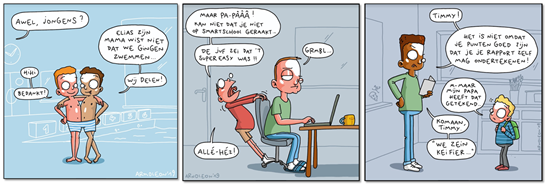 AWEL, JONGENS?
ELIAS ZIJN
MAMA WIST NIET
DAT WE GINGEN
ZWEMMEN.
HIHI
BEDANKT!
WIJ DELEN!
MAAR PA-PÁÁÁ!
KAN NIET DAT JE NIET
OP SMARTSCHOOL GERAAKT...
DE JUF ZEI DAT 'T
SUPER EASY WAS!!
GRMBL...
ALLÉ-HÉZ!
TIMMY!
HET IS NIET OMDAT
JE PUNTEN GOED ZIJN
DAT JE JE RAPPORT ZELF
MAG ONDERTEKENEN!
M-MAAR
MIJN PAPA
HEEFT DAT
GETEKEND...
KOMAAN,
TIMMY.
"WE ZEIN
KEIFIER..."